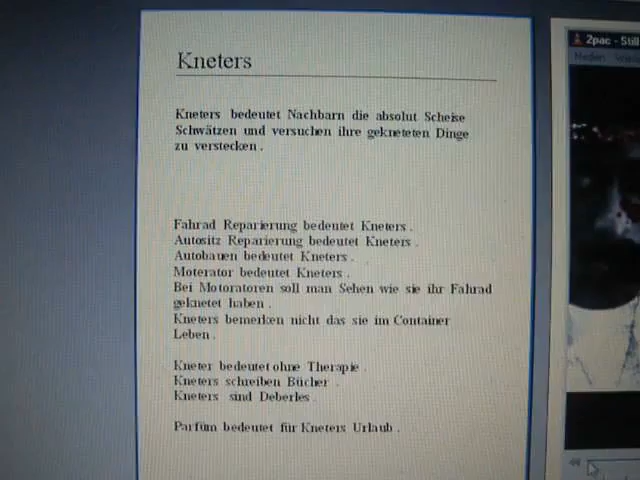 Kneters
2pac - Still
Medien
Kneters bedeutet Nachbarn die absolut Scheise
Schwätzen und versuchen ihre gekneteten Dinge
zu verstecken .
Fahrad Reparierung bedeutet Kneters .
Autositz Reparierung bedeutet Kneters .
Autobauen bedeutet Kneters .
Moterator bedeutet Kneters .
Bei Motoratoren soll man Sehen wie sie ihr Fahrad
geknetet haben .
Kneters bemerken nicht das sie im Container
Leben .
Kneter bedeutet ohne Therapie .
Kneters schreiben Bücher .
Kneters sind Deberles .
Parfüm bedeutet für Kneters Urlaub .